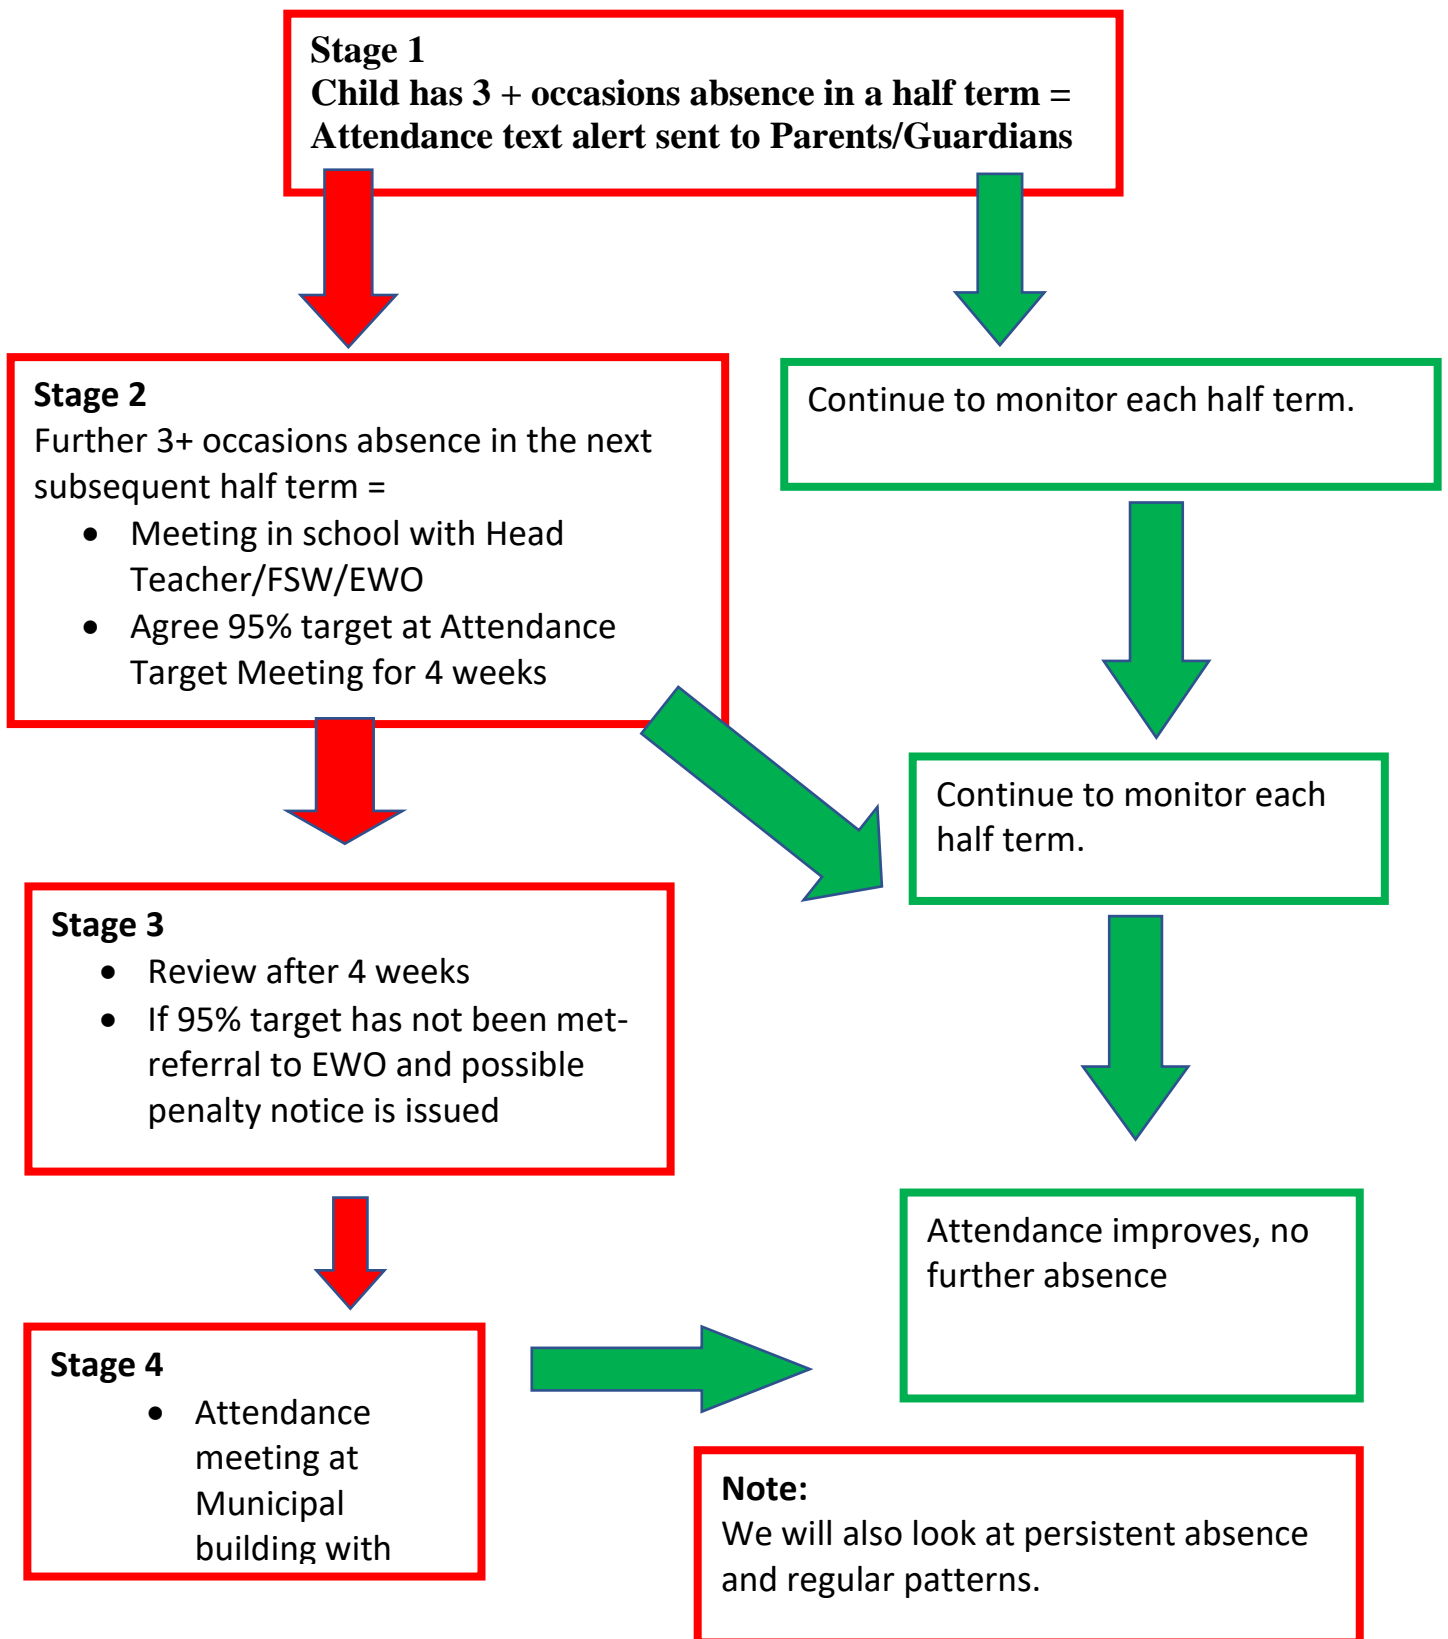 Stage 1
Child has 3 + occasions absence in a half term =
Attendance text alert sent to Parents/Guardians
Stage 2
Further 3+ occasions absence in the next
subsequent half term =
• Meeting in school with Head
Teacher/FSW/EWO
• Agree 95% target at Attendance
Target Meeting for 4 weeks
Continue to monitor each half term.
Continue to monitor each
half term.
Stage 3
• Review after 4 weeks
• If 95% target has not been met-
referral to EWO and possible
penalty notice is issued
Attendance improves, no
further absence
Stage 4
• Attendance
meeting at
Municipal
building with
Note:
We will also look at persistent absence
and regular patterns.